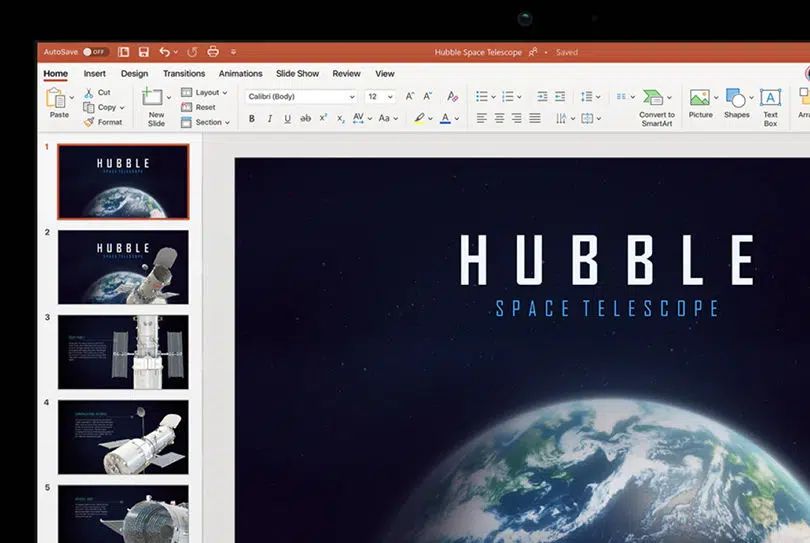 AutoSave OFF
Hubble Space Telescope • Saved
Home Insert Design Transitions Animations Slide Show Review View
Paste
Cut
Copy
Format
New
Slide
Layout
Reset
Section
Calibri (Body) 12
B I U ab X² X₂ AV Aa A
Convert to
SmartArt
Picture
Shapes
Text
Box
1
HUBBLE
SPACE TELESCOPE
2
HUBBLE
SPACE TELESCOPE
3
4
5
HUBBLE
SPACE TELESCOPE